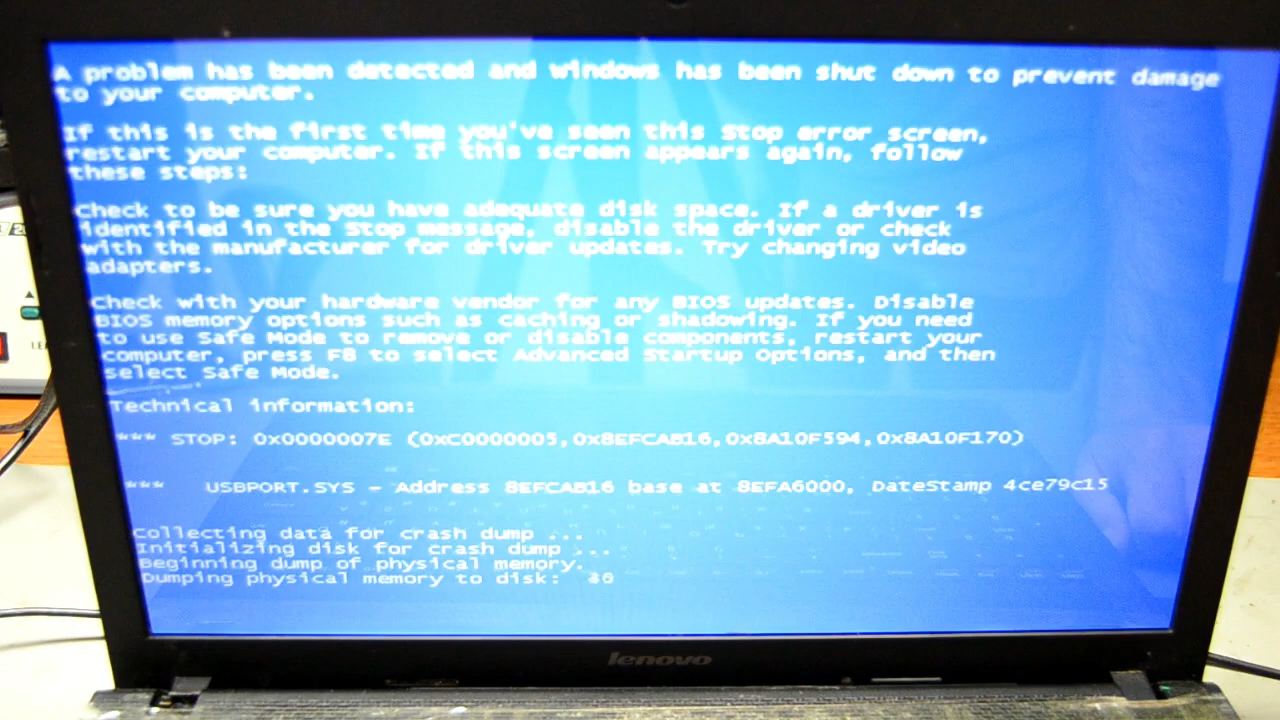 A problem has been detected and windows has been shut down to prevent damage
to your computer.
If this is the first time you've seen this Stop error screen,
restart your computer. If this screen appears again, follow
these steps:
Check to be sure you have adequate disk space. If a driver is
identified in the Stop message, disable the driver or check
with the manufacturer for driver updates. Try changing video
adapters.
Check with your hardware vendor for any BIOS updates. Disable
BIOS memory options such as caching or shadowing. If you need
to use Safe Mode to remove or disable components, restart your
computer, press F8 to select Advanced Startup Options, and then
select Safe Mode.
Technical information:
*** STOP: 0x0000007E (0xC0000005,0x8EFCAB16,0x8A10F594,0x8A10F170)
*** USBPORT.SYS - Address 8EFCAB16 base at 8EFA6000, DateStamp 4ce79c15
Collecting data for crash dump ...
Initializing disk for crash dump ...
Beginning dump of physical memory.
Dumping physical memory to disk:
lenovo